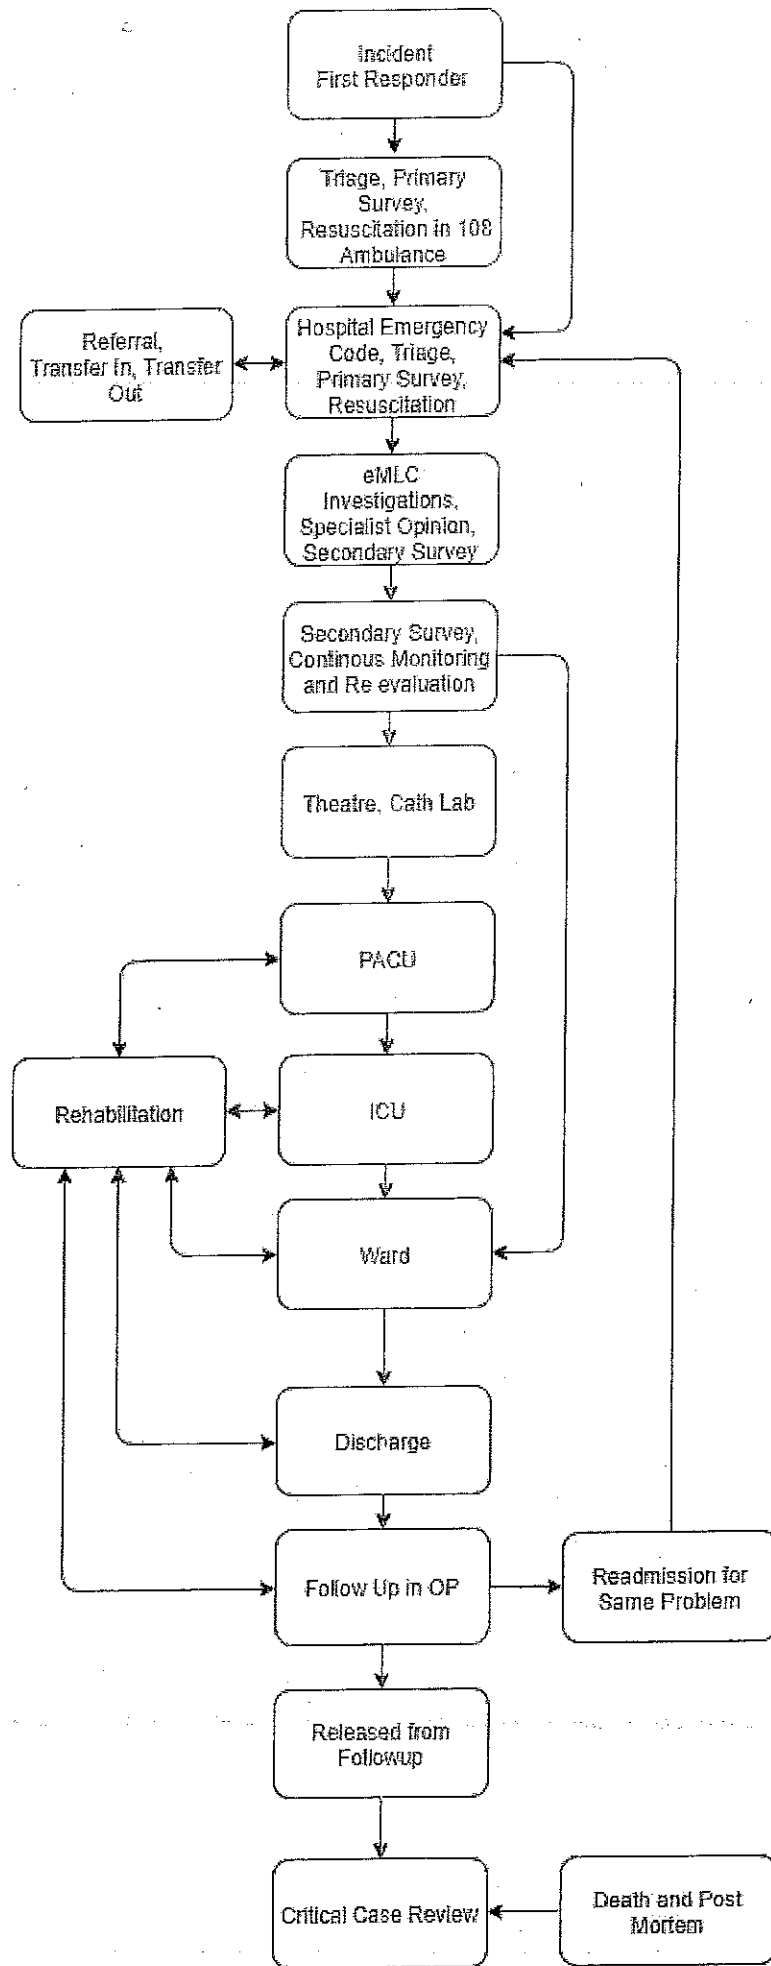 Incident
First Responder
Triage, Primary
Survey,
Resuscitation in 108
Ambulance
Referral,
Transfer In, Transfer
Out
Hospital Emergency
Code, Triage,
Primary Survey,
Resuscitation
eMLC
Investigations,
Specialist Opinion,
Secondary Survey
Secondary Survey,
Continous Monitoring
and Re evaluation
Theatre, Cath Lab
PACU
Rehabilitation
ICU
Ward
Discharge
Follow Up in OP
Readmission for
Same Problem
Released from
Followup
Critical Case Review
Death and Post
Mortem